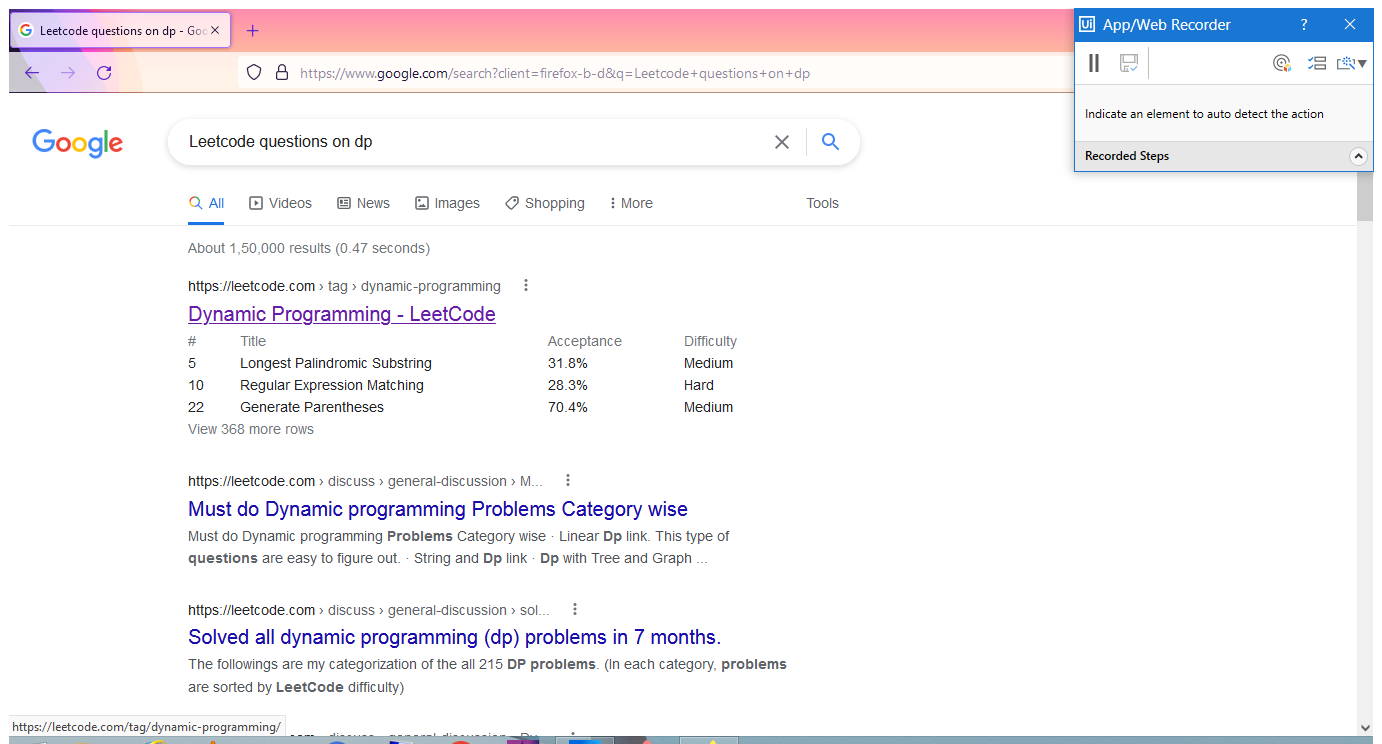 Leetcode questions on dp - Goo
Ui App/Web Recorder ?
https://www.google.com/search?client=firefox-b-d&q=Leetcode+questions+on+dp
Indicate an element to auto detect the action
Recorded Steps
Google
Leetcode questions on dp
All Videos News Images Shopping More Tools
About 1,50,000 results (0.47 seconds)
https://leetcode.com › tag › dynamic-programming
Dynamic Programming - LeetCode
# Title Acceptance Difficulty
5 Longest Palindromic Substring 31.8% Medium
10 Regular Expression Matching 28.3% Hard
22 Generate Parentheses 70.4% Medium
View 368 more rows
https://leetcode.com › discuss › general-discussion › M...
Must do Dynamic programming Problems Category wise
Must do Dynamic programming Problems Category wise · Linear Dp link. This type of
questions are easy to figure out. · String and Dp link · Dp with Tree and Graph ...
https://leetcode.com › discuss › general-discussion › sol...
Solved all dynamic programming (dp) problems in 7 months.
The followings are my categorization of the all 215 DP problems. (In each category, problems
are sorted by LeetCode difficulty)
https://leetcode.com/tag/dynamic-programming/